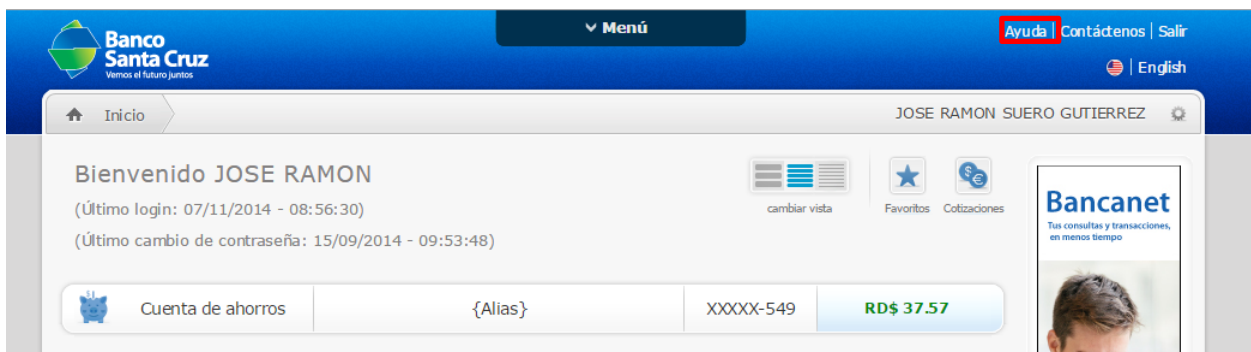 Banco
Santa Cruz
Vemos el futuro juntos
Menú
Ayuda | Contáctenos | Salir
| English
Inicio
JOSE RAMON SUERO GUTIERREZ
Bienvenido JOSE RAMON
(Último login: 07/11/2014 - 08:56:30)
(Último cambio de contraseña: 15/09/2014 - 09:53:48)
cambiar vista
Favoritos
Cotizaciones
Bancanet
Tus consultas y transacciones,
en menos tiempo
Cuenta de ahorros {Alias} XXXXX-549 RD$ 37.57